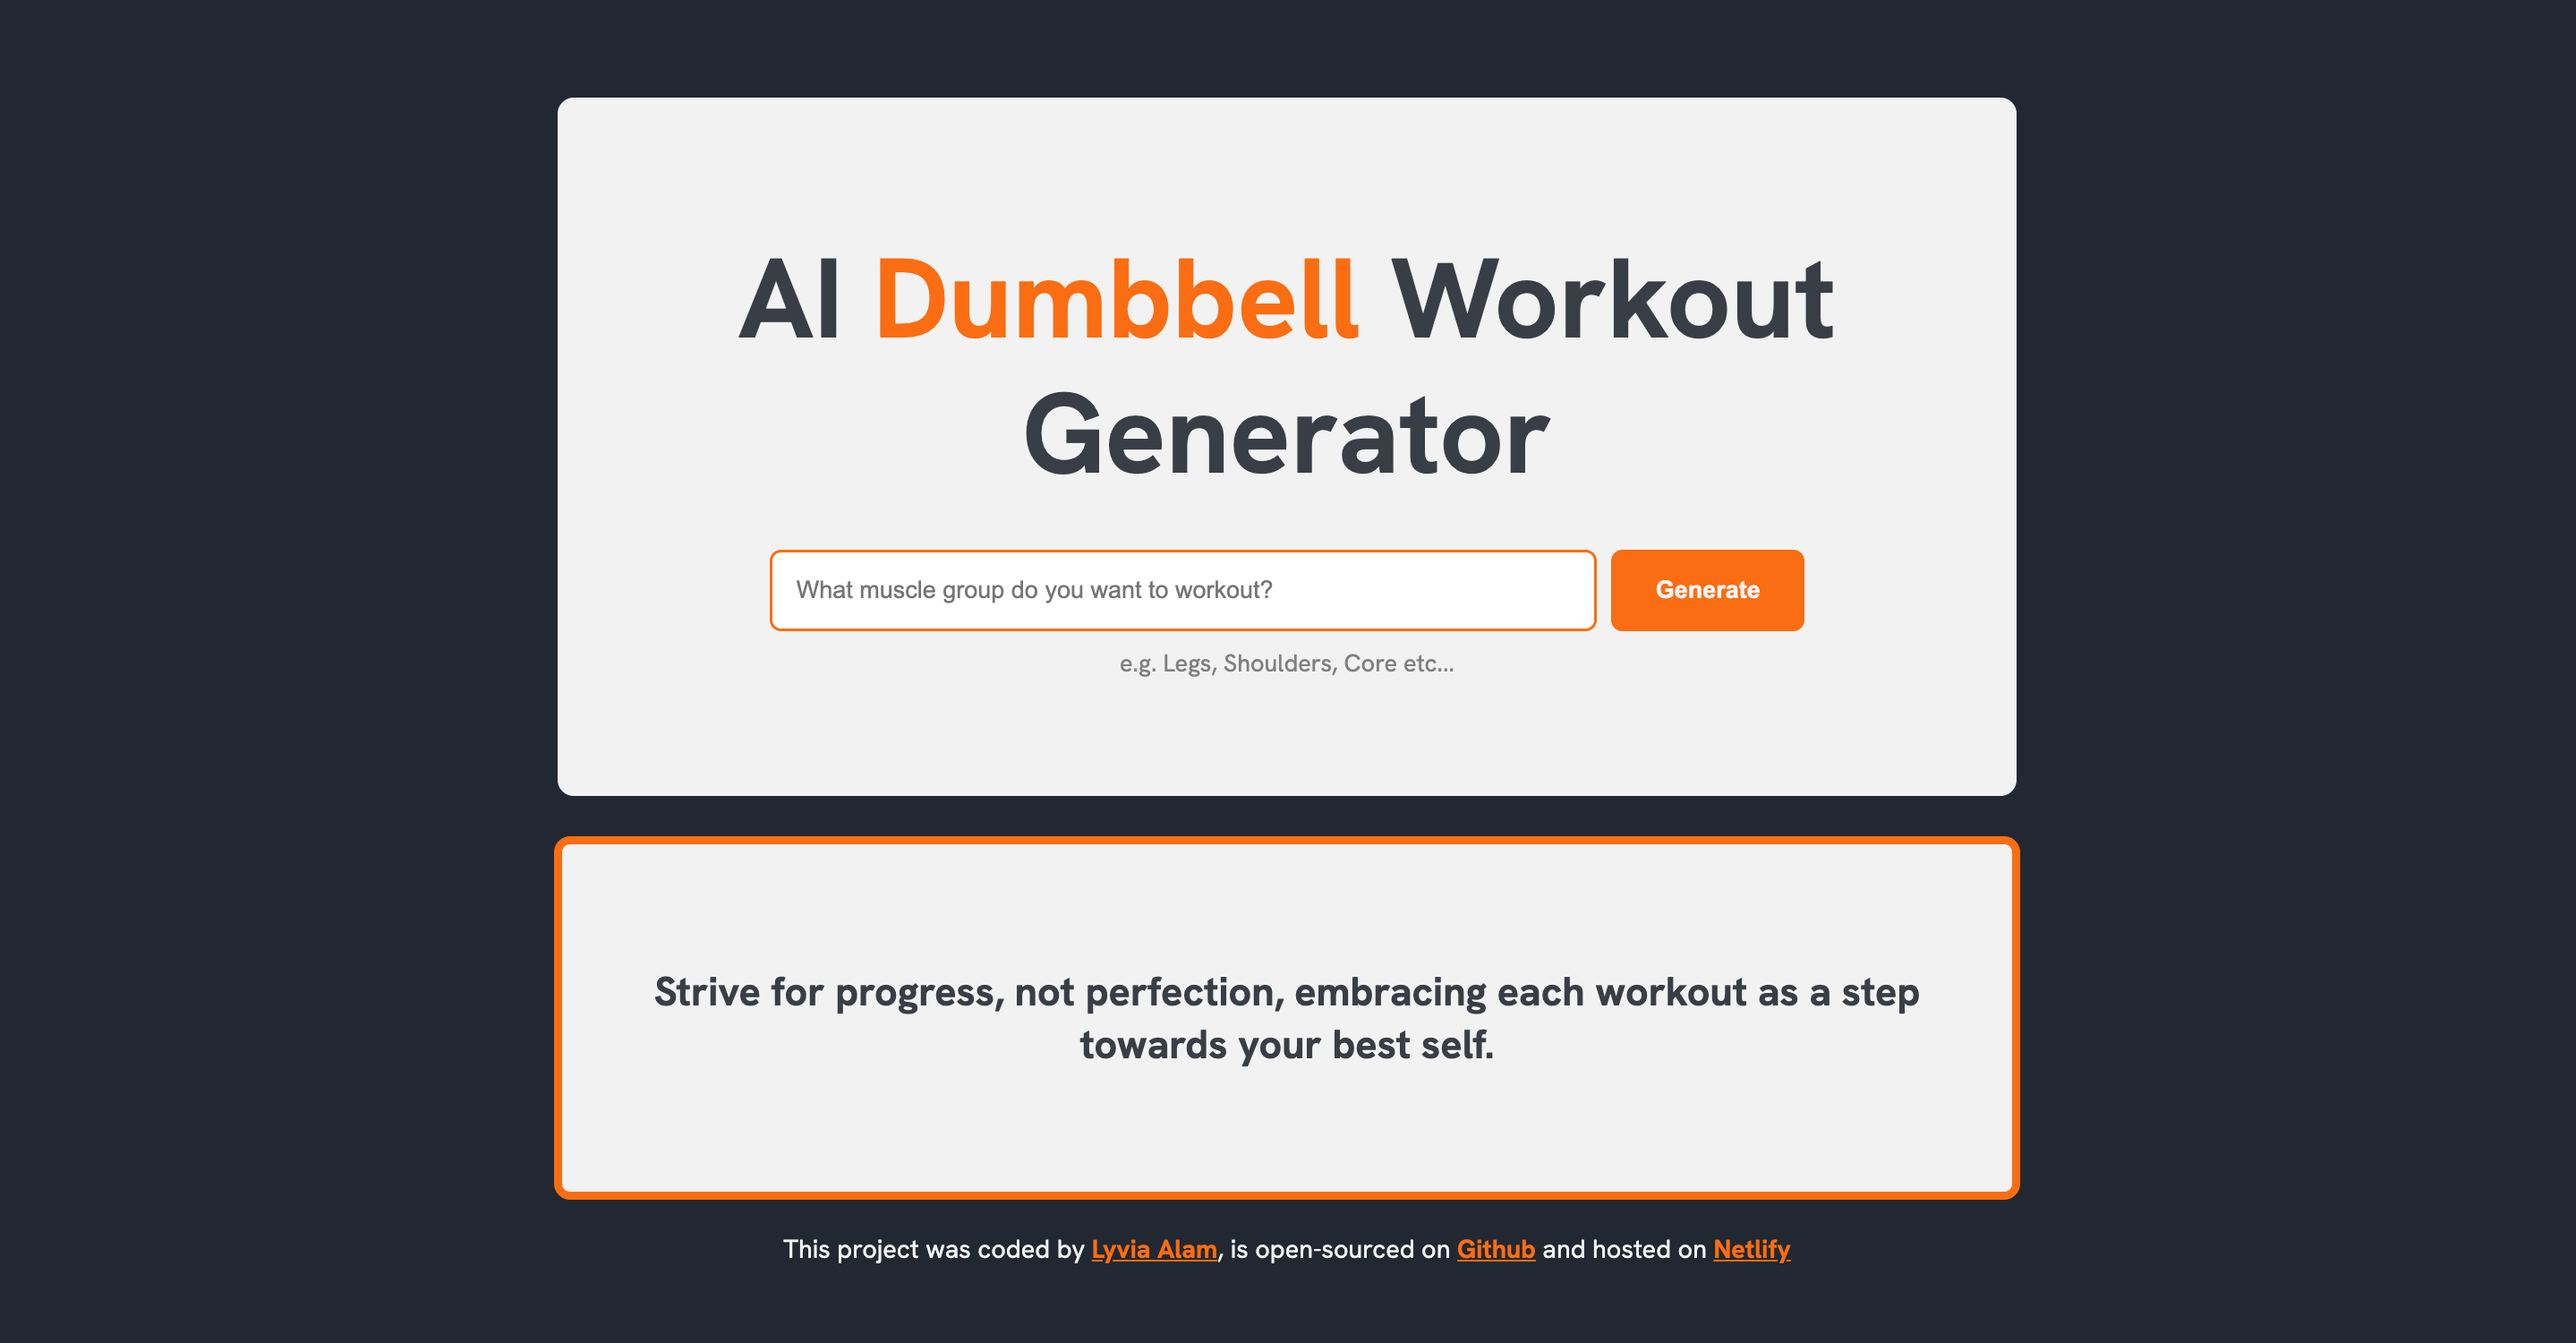 AI Dumbbell Workout
Generator
What muscle group do you want to workout?
Generate
e.g. Legs, Shoulders, Core etc...
Strive for progress, not perfection, embracing each workout as a step
towards your best self.
This project was coded by Lyvia Alam, is open-sourced on Github and hosted on Netlify